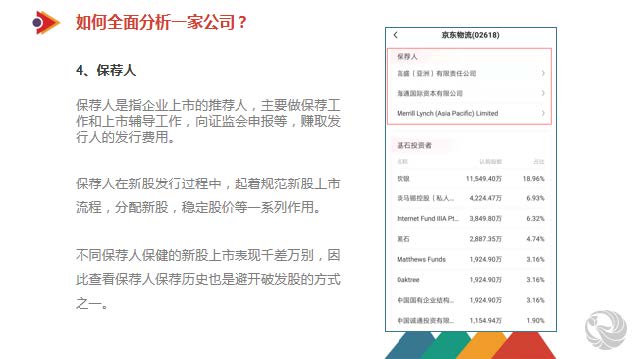 如何全面分析一家公司？
4、保荐人
保荐人是指企业上市的推荐人，主要做保荐工
作和上市辅导工作，向证监会申报等，赚取发
行人的发行费用。
保荐人在新股发行过程中，起着规范新股上市
流程，分配新股，稳定股价等一系列作用。
不同保荐人保健的新股上市表现千差万别，因
此查看保荐人保荐历史也是避开破发股的方式
之一。
京东物流(02618)
保荐人
高盛（亚洲）有限责任公司
海通国际资本有限公司
Merrill Lynch (Asia Pacific) Limited
基石投资者
名称 认购股数 占比
软银 11,549.40万 18.96%
淡马锡控股（私人... 4,224.47万 6.93%
Internet Fund IIIA Pt... 3,849.80万 6.32%
黑石 2,887.35万 4.74%
Matthews Funds 1,924.90万 3.16%
Oaktree 1,924.90万 3.16%
中国国有企业结构... 1,924.90万 3.16%
中国诚通投资有限... 1,154.94万 1.90%